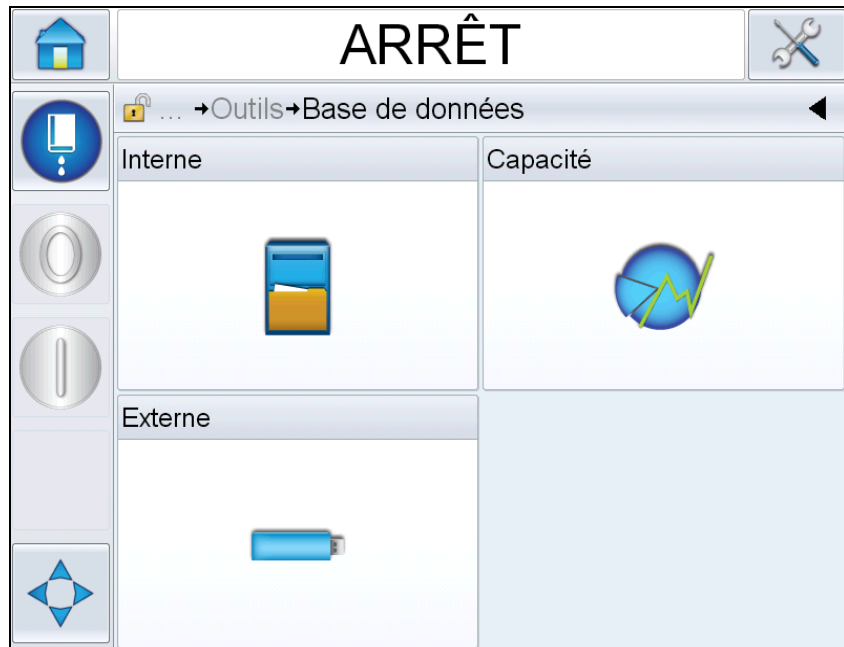 ARRÊT
... →Outils→Base de données
Interne
Capacité
Externe